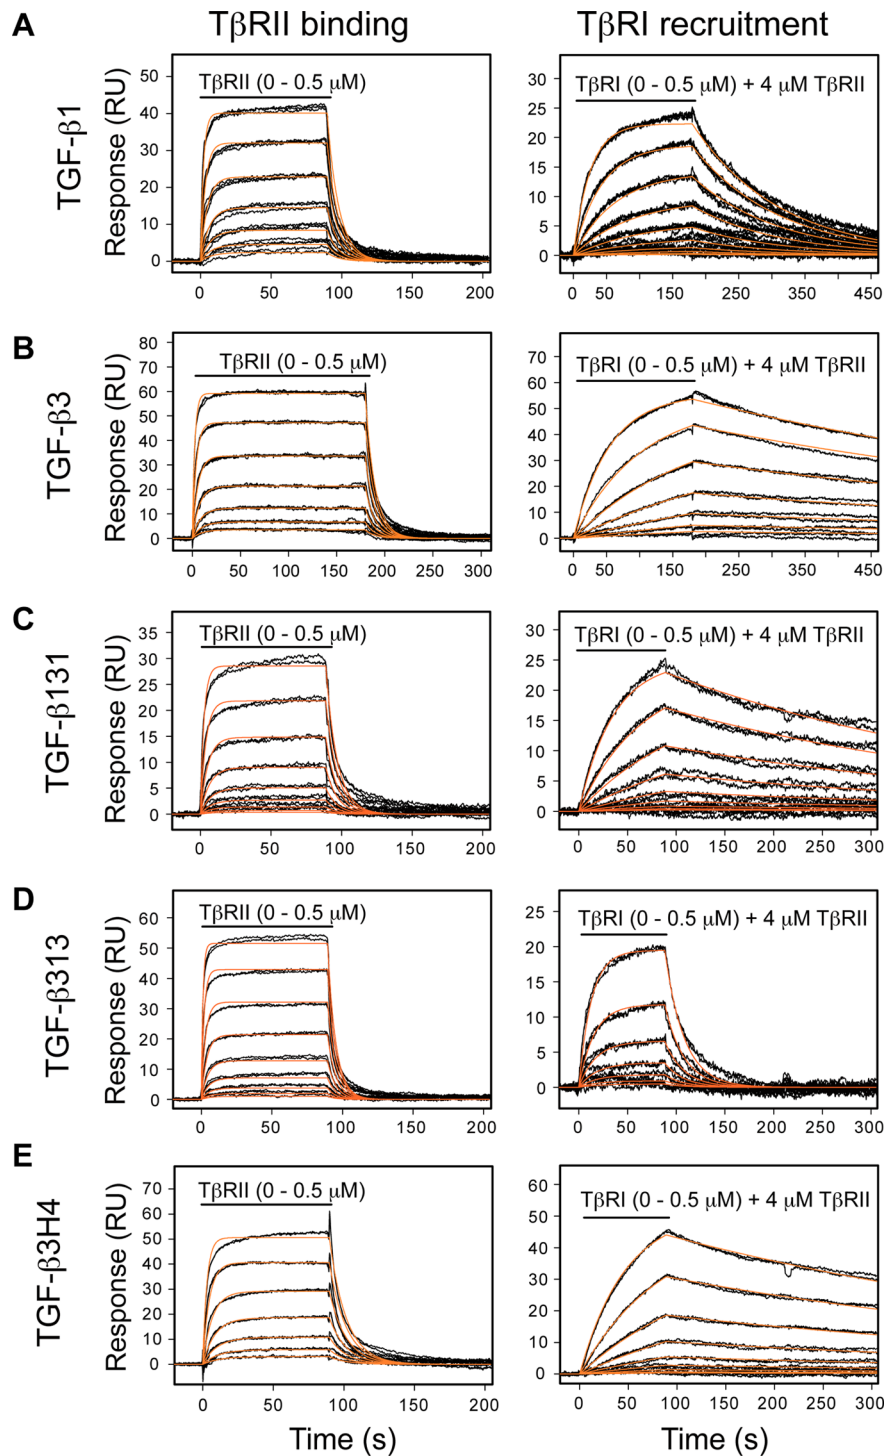 TβRII binding TβRI recruitment
A
TGF-β1
Response (RU)
50
40
30
20
10
0
TβRII (0 - 0.5 μM)
0 50 100 150 200
30
25
20
15
10
5
0
TβRI (0 - 0.5 μM) + 4 μM TβRII
0 50 150 250 350 450
B
TGF-β3
Response (RU)
80
70
60
50
40
30
20
10
0
TβRII (0 - 0.5 μM)
0 50 100 150 200 250 300
70
60
50
40
30
20
10
0
TβRI (0 - 0.5 μM) + 4 μM TβRII
0 50 150 250 350 450
C
TGF-β131
Response (RU)
35
30
25
20
15
10
5
0
TβRII (0 - 0.5 μM)
0 50 100 150 200
30
25
20
15
10
5
0
TβRI (0 - 0.5 μM) + 4 μM TβRII
0 50 100 150 200 250 300
D
TGF-β313
Response (RU)
60
50
40
30
20
10
0
TβRII (0 - 0.5 μM)
0 50 100 150 200
25
20
15
10
5
0
TβRI (0 - 0.5 μM) + 4 μM TβRII
0 50 100 150 200 250 300
E
TGF-β3H4
Response (RU)
70
60
50
40
30
20
10
0
TβRII (0 - 0.5 μM)
0 50 100 150 200
60
50
40
30
20
10
0
TβRI (0 - 0.5 μM) + 4 μM TβRII
0 50 100 150 200 250 300
Time (s) Time (s)